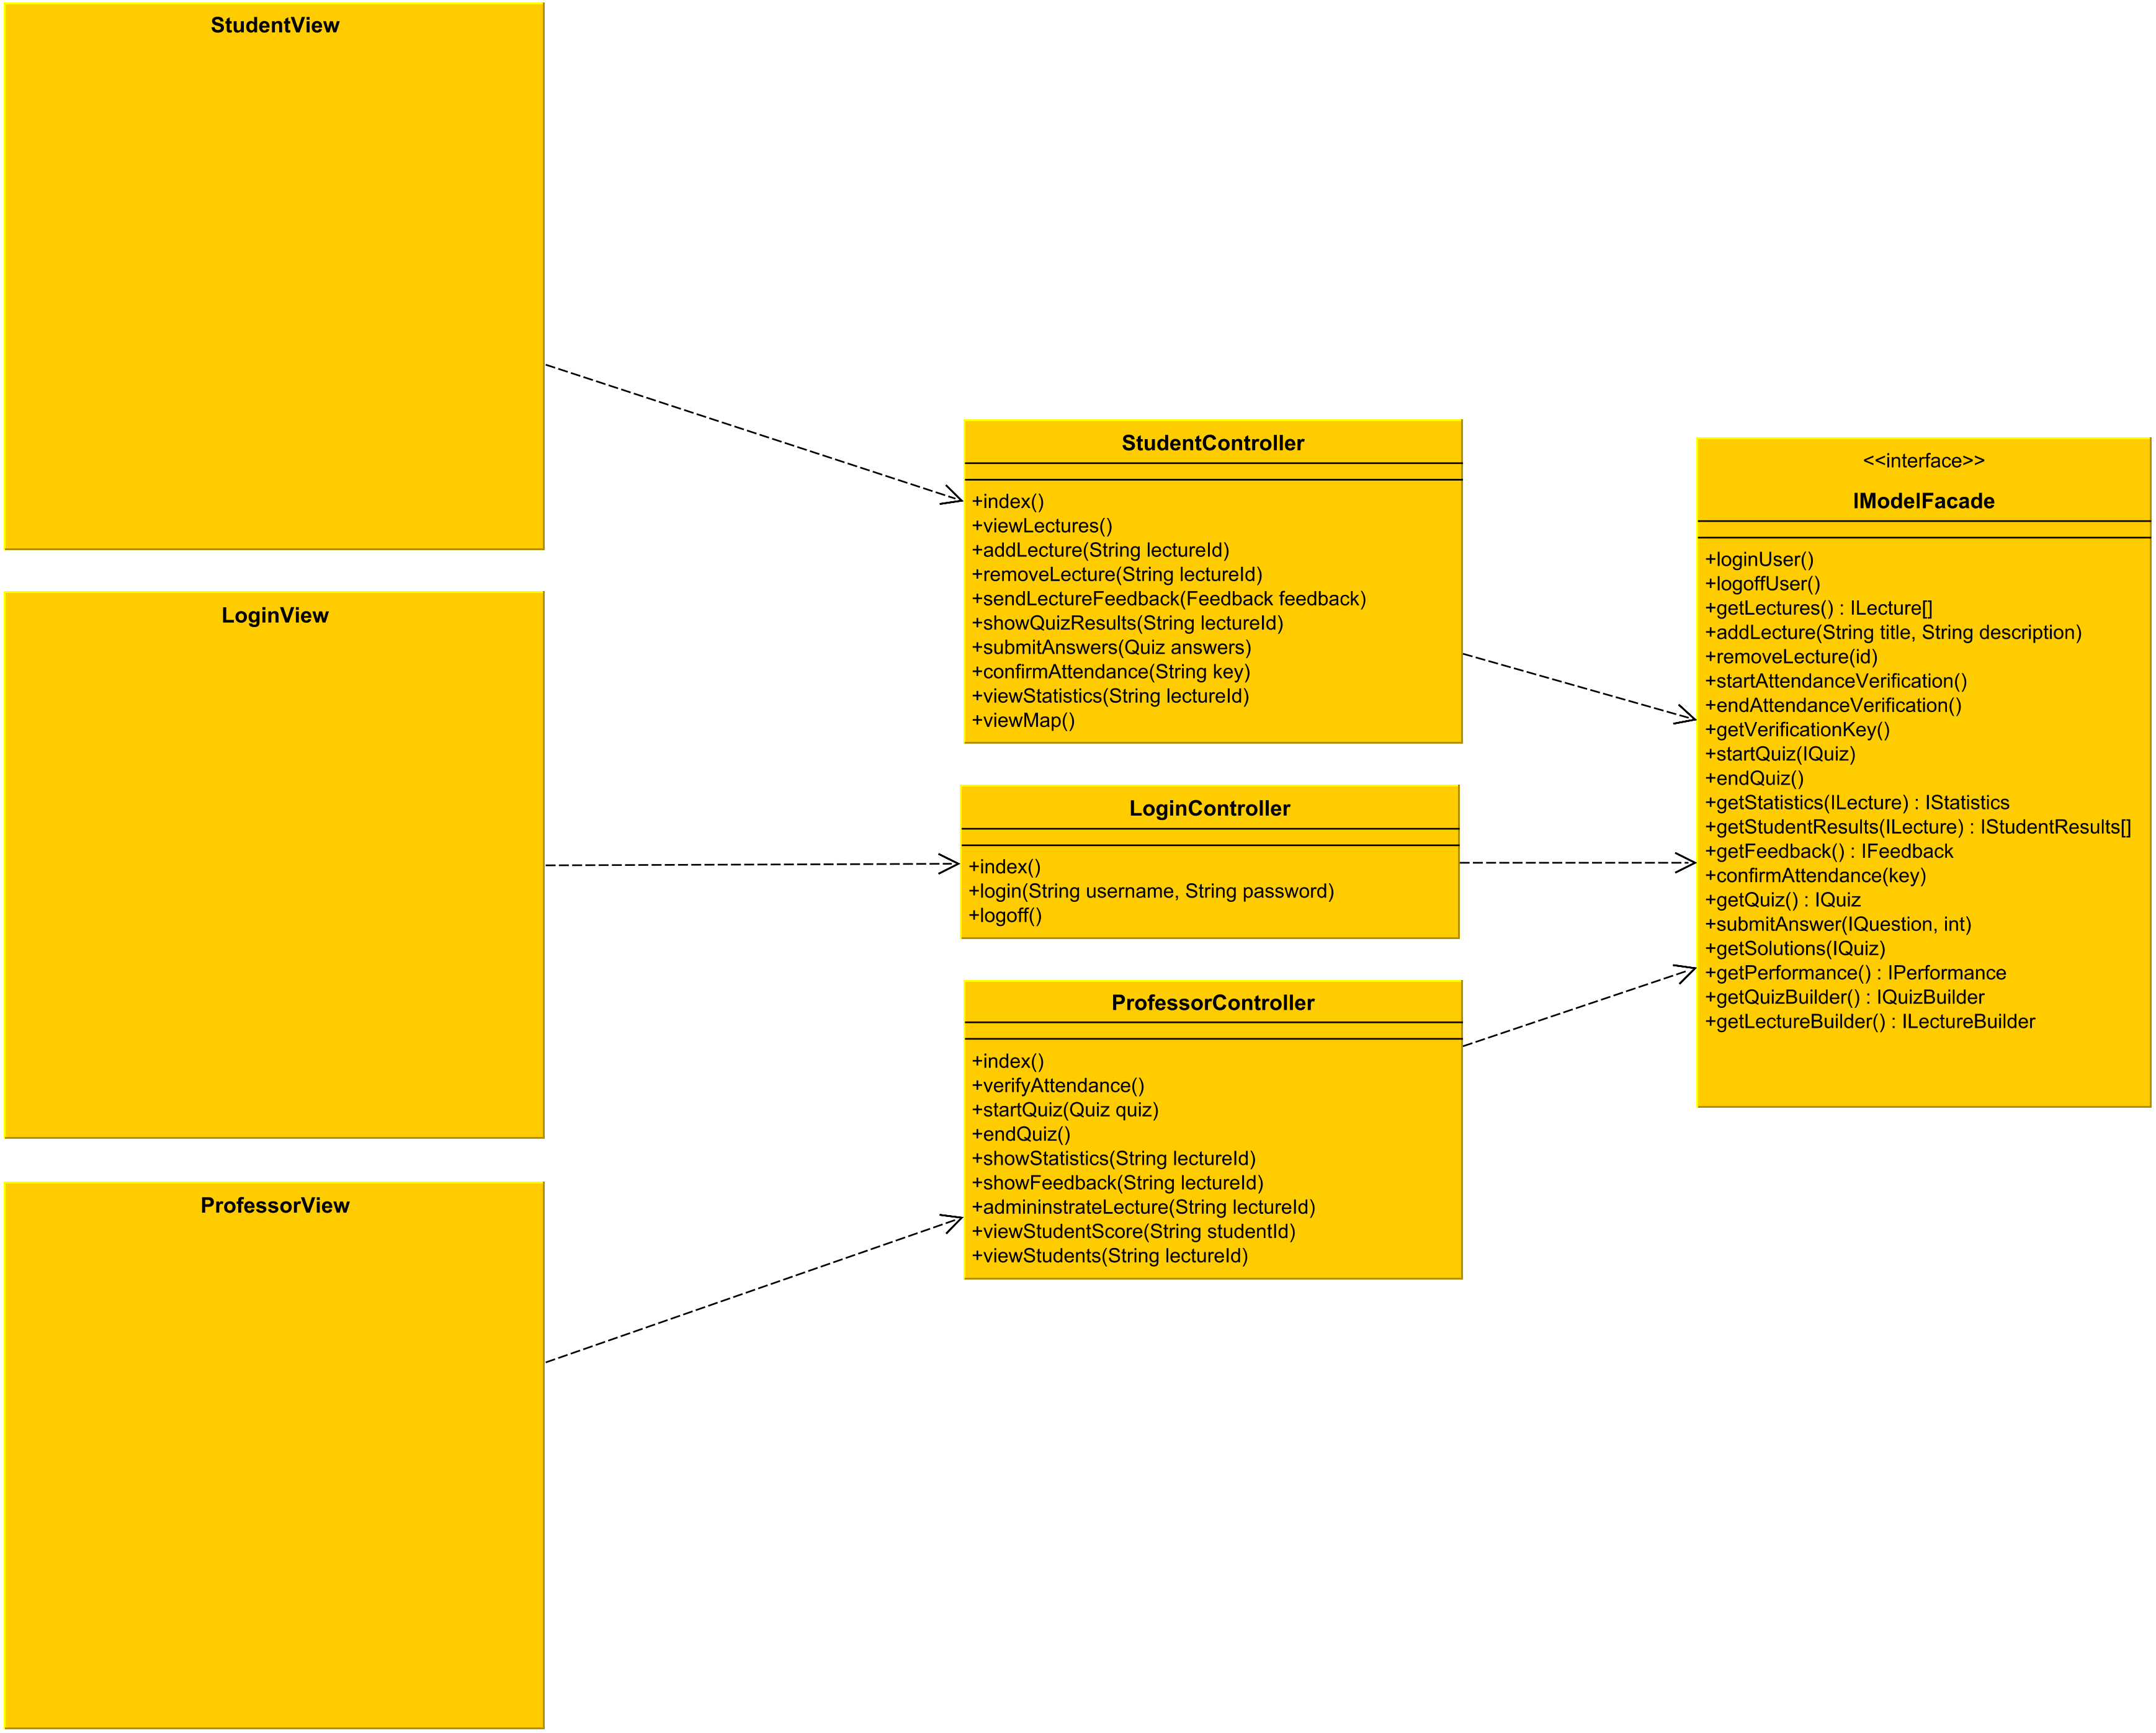 StudentView
LoginView
ProfessorView
StudentController
+index()
+viewLectures()
+addLecture(String lectureId)
+removeLecture(String lectureId)
+sendLectureFeedback(Feedback feedback)
+showQuizResults(String lectureId)
+submitAnswers(Quiz answers)
+confirmAttendance(String key)
+viewStatistics(String lectureId)
+viewMap()
LoginController
+index()
+login(String username, String password)
+logoff()
ProfessorController
+index()
+verifyAttendance()
+startQuiz(Quiz quiz)
+endQuiz()
+showStatistics(String lectureId)
+showFeedback(String lectureId)
+admininstrateLecture(String lectureId)
+viewStudentScore(String studentId)
+viewStudents(String lectureId)
<<interface>>
IModelFacade
+loginUser()
+logoffUser()
+getLectures() : ILecture[]
+addLecture(String title, String description)
+removeLecture(id)
+startAttendanceVerification()
+endAttendanceVerification()
+getVerificationKey()
+startQuiz(IQuiz)
+endQuiz()
+getStatistics(ILecture) : IStatistics
+getStudentResults(ILecture) : IStudentResults[]
+getFeedback() : IFeedback
+confirmAttendance(key)
+getQuiz() : IQuiz
+submitAnswer(IQuestion, int)
+getSolutions(IQuiz)
+getPerformance() : IPerformance
+getQuizBuilder() : IQuizBuilder
+getLectureBuilder() : ILectureBuilder